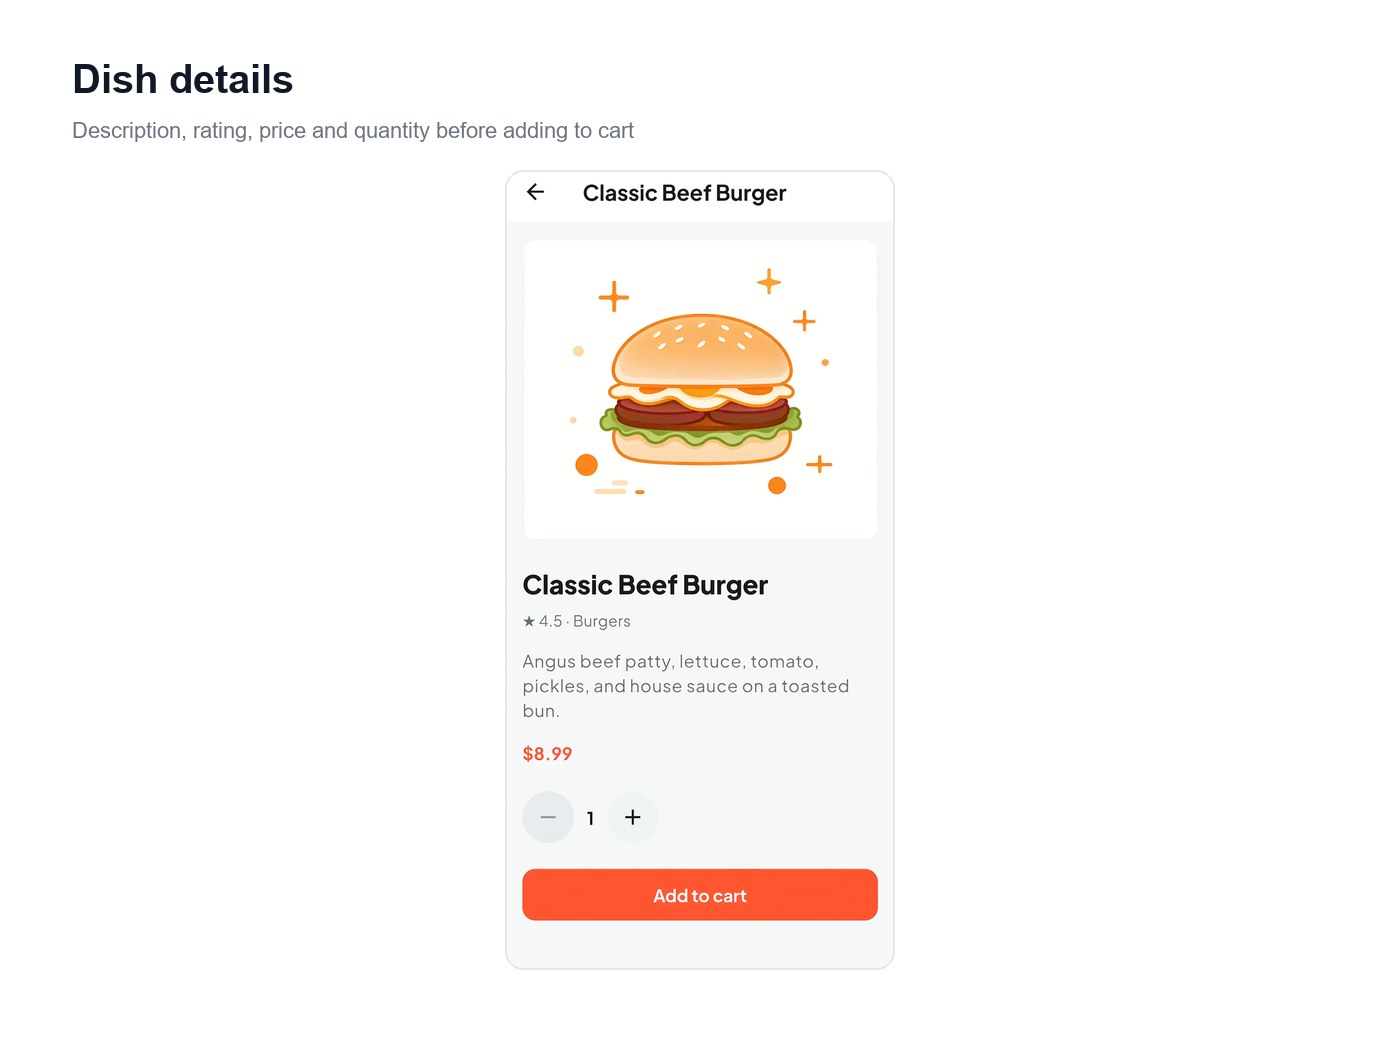 Dish details
Description, rating, price and quantity before adding to cart
Classic Beef Burger
Classic Beef Burger
★ 4.5 · Burgers
Angus beef patty, lettuce, tomato,
pickles, and house sauce on a toasted
bun.
$8.99
− 1 +
Add to cart